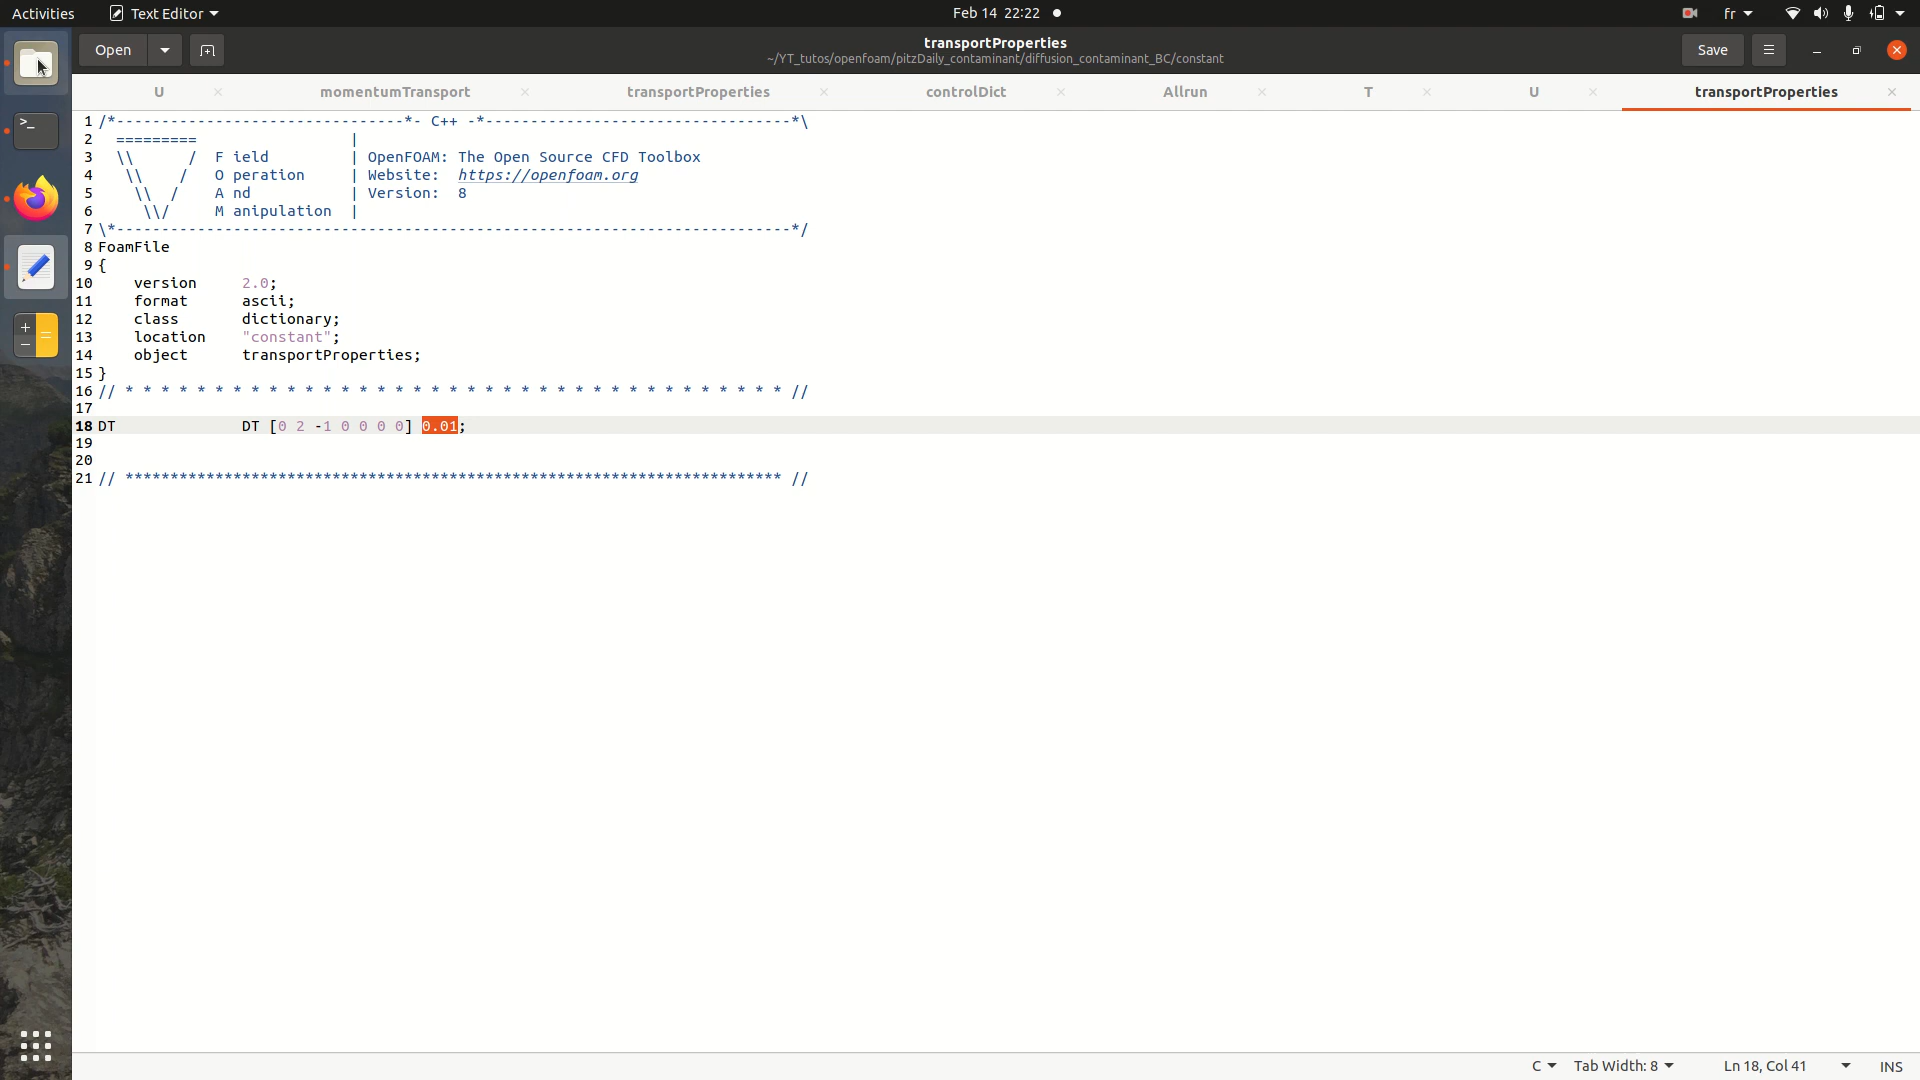 Activities Text Editor Feb 14 22:22 fr
Open transportProperties Save
~/YT_tutos/openfoam/pitzDaily_contaminant/diffusion_contaminant_BC/constant
U momentumTransport transportProperties controlDict Allrun T U transportProperties
1 /*--------------------------------*- C++ -*----------------------------------*\
2   =========                 |
3   \\      /  F ield         | OpenFOAM: The Open Source CFD Toolbox
4    \\    /   O peration     | Website:  https://openfoam.org
5     \\  /    A nd           | Version:  8
6      \\/     M anipulation  |
7 \*---------------------------------------------------------------------------*/
8 FoamFile
9 {
10     version     2.0;
11     format      ascii;
12     class       dictionary;
13     location    "constant";
14     object      transportProperties;
15 }
16 // * * * * * * * * * * * * * * * * * * * * * * * * * * * * * * * * * * * * * //
17
18 DT              DT [0 2 -1 0 0 0 0] 0.01;
19
20
21 // ************************************************************************* //
C Tab Width: 8 Ln 18, Col 41 INS